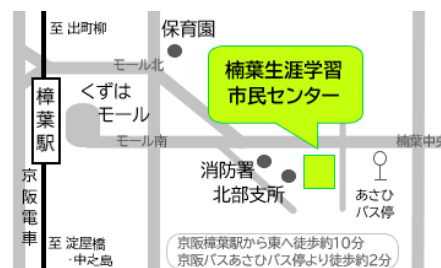 至 出町柳
保育園
モール北
楠葉生涯学習
市民センター
樟葉駅
くずは
モール
モール南
楠葉中央
消防署
北部支所
あさひ
バス停
京阪電車
至 淀屋橋
・中之島
京阪樟葉駅から東へ徒歩約10分
京阪バスあさひバス停より徒歩約2分